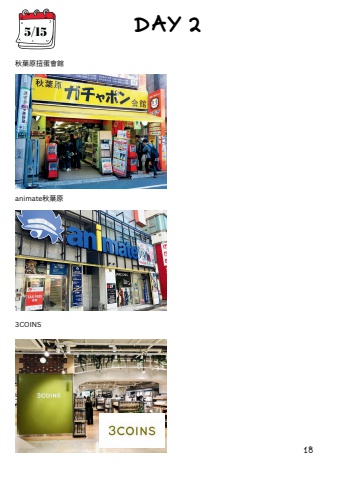 5/15
DAY 2
秋葉原扭蛋會館
秋葉原
ガチャポン
会館
animate秋葉原
animate
3COINS
3COINS
3COINS
18